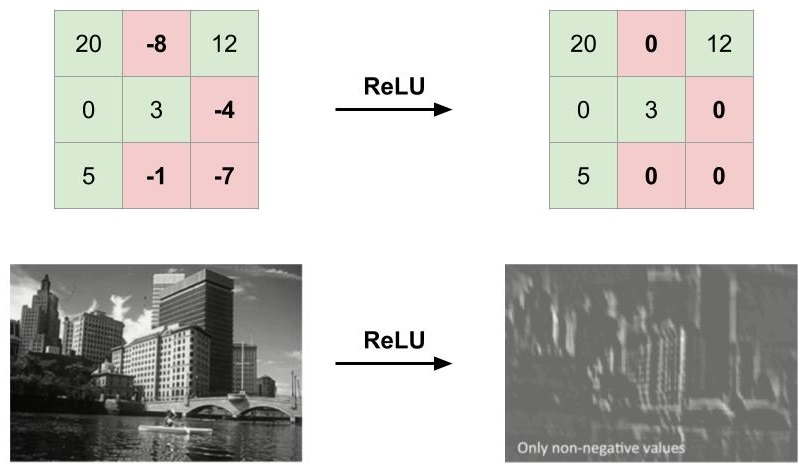 20 -8 12
ReLU
20 0 12
0 3 -4
0 3 0
5 -1 -7
5 0 0
ReLU
Only non-negative values